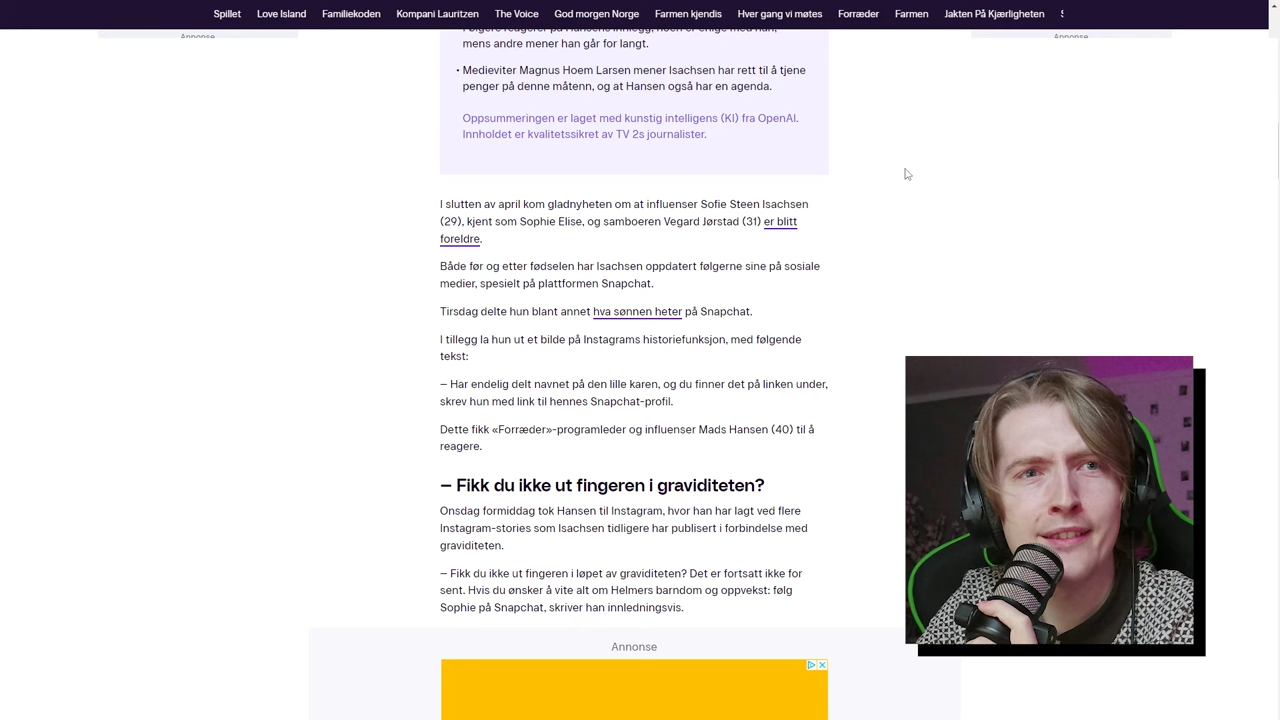 Spillet Love Island Familiekoden Kompani Lauritzen The Voice God morgen Norge Farmen kjendis Hver gang vi møtes Forræder Farmen Jakten På Kjærligheten
Annonse
Annonse
Følgere reagerer på Hansens innlegg, noen er enige med han,
mens andre mener han går for langt.
• Medieviter Magnus Hoem Larsen mener Isachsen har rett til å tjene
penger på denne måtenn, og at Hansen også har en agenda.
Oppsummeringen er laget med kunstig intelligens (KI) fra OpenAI.
Innholdet er kvalitetssikret av TV 2s journalister.
I slutten av april kom gladnyheten om at influenser Sofie Steen Isachsen
(29), kjent som Sophie Elise, og samboeren Vegard Jørstad (31) er blitt
foreldre.
Både før og etter fødselen har Isachsen oppdatert følgerne sine på sosiale
medier, spesielt på plattformen Snapchat.
Tirsdag delte hun blant annet hva sønnen heter på Snapchat.
I tillegg la hun ut et bilde på Instagrams historiefunksjon, med følgende
tekst:
– Har endelig delt navnet på den lille karen, og du finner det på linken under,
skrev hun med link til hennes Snapchat-profil.
Dette fikk «Forræder»-programleder og influenser Mads Hansen (40) til å
reagere.
– Fikk du ikke ut fingeren i graviditeten?
Onsdag formiddag tok Hansen til Instagram, hvor han har lagt ved flere
Instagram-stories som Isachsen tidligere har publisert i forbindelse med
graviditeten.
– Fikk du ikke ut fingeren i løpet av graviditeten? Det er fortsatt ikke for
sent. Hvis du ønsker å vite alt om Helmers barndom og oppvekst: følg
Sophie på Snapchat, skriver han innledningsvis.
Annonse